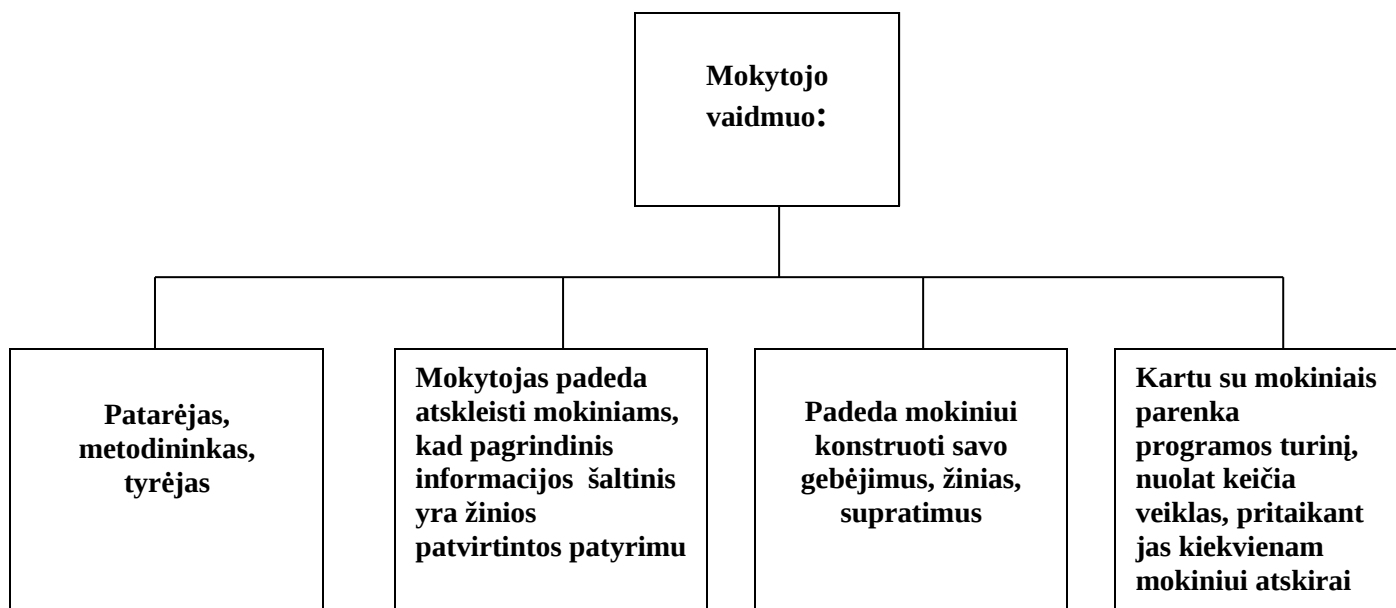 Mokytojo
vaidmuo:
Patarėjas,
metodininkas,
tyrėjas
Mokytojas padeda
atskleisti mokiniams,
kad pagrindinis
informacijos šaltinis
yra žinios
patvirtintos patyrimu
Padeda mokiniui
konstruoti savo
gebėjimus, žinias,
supratimus
Kartu su mokiniais
parenka
programos turinį,
nuolat keičia
veiklas, pritaikant
jas kiekvienam
mokiniui atskirai